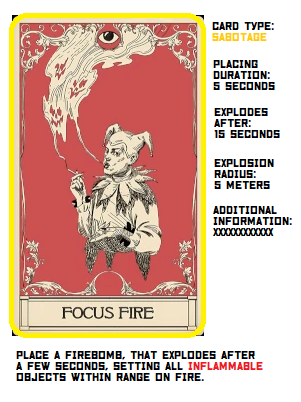 CARD TYPE:
SABOTAGE
PLACING
DURATION:
5 SECONDS
EXPLODES
AFTER:
15 SECONDS
EXPLOSION
RADIUS:
5 METERS
ADDITIONAL
INFORMATION:
XXXXXXXXXXXX
FOCUS FIRE
PLACE A FIREBOMB, THAT EXPLODES AFTER
A FEW SECONDS, SETTING ALL INFLAMMABLE
OBJECTS WITHIN RANGE ON FIRE.